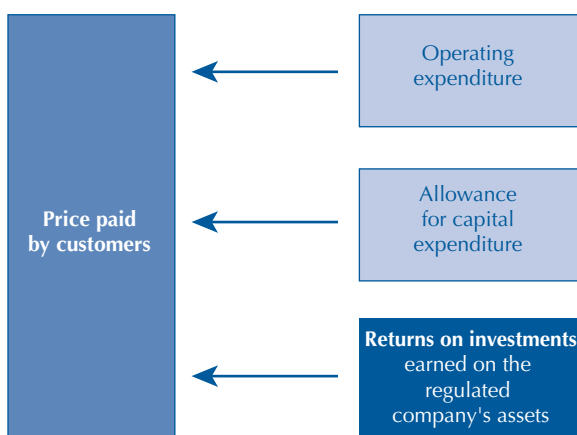 Operating
expenditure
Price paid
by customers
Allowance
for capital
expenditure
Returns on investments
earned on the
regulated
company's assets